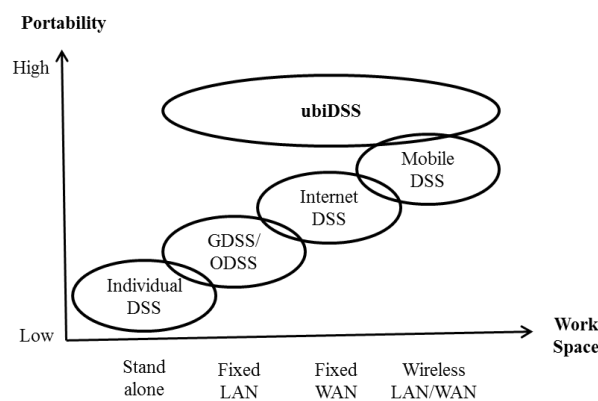 Portability
High
ubiDSS
Mobile
DSS
Internet
DSS
GDSS/
ODSS
Individual
DSS
Low
Work
Space
Stand
alone
Fixed
LAN
Fixed
WAN
Wireless
LAN/WAN